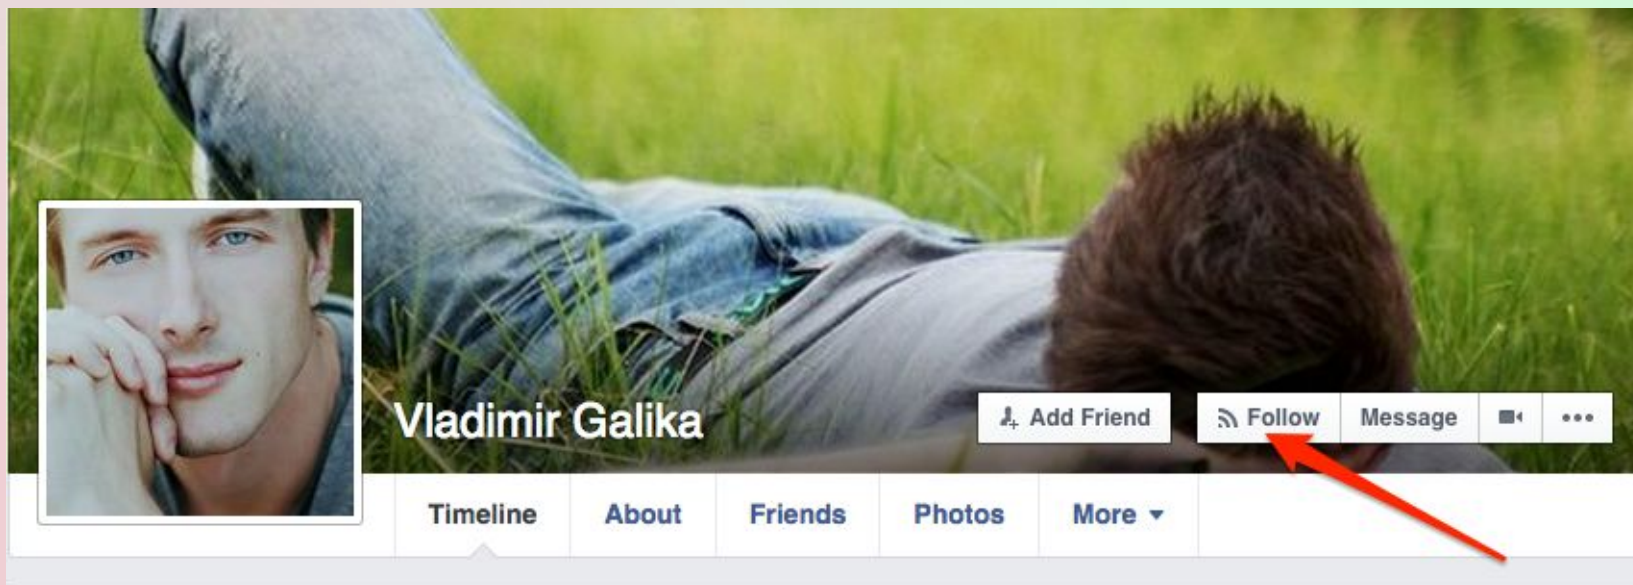 Vladimir Galika
Add Friend
Follow
Message
Timeline
About
Friends
Photos
More